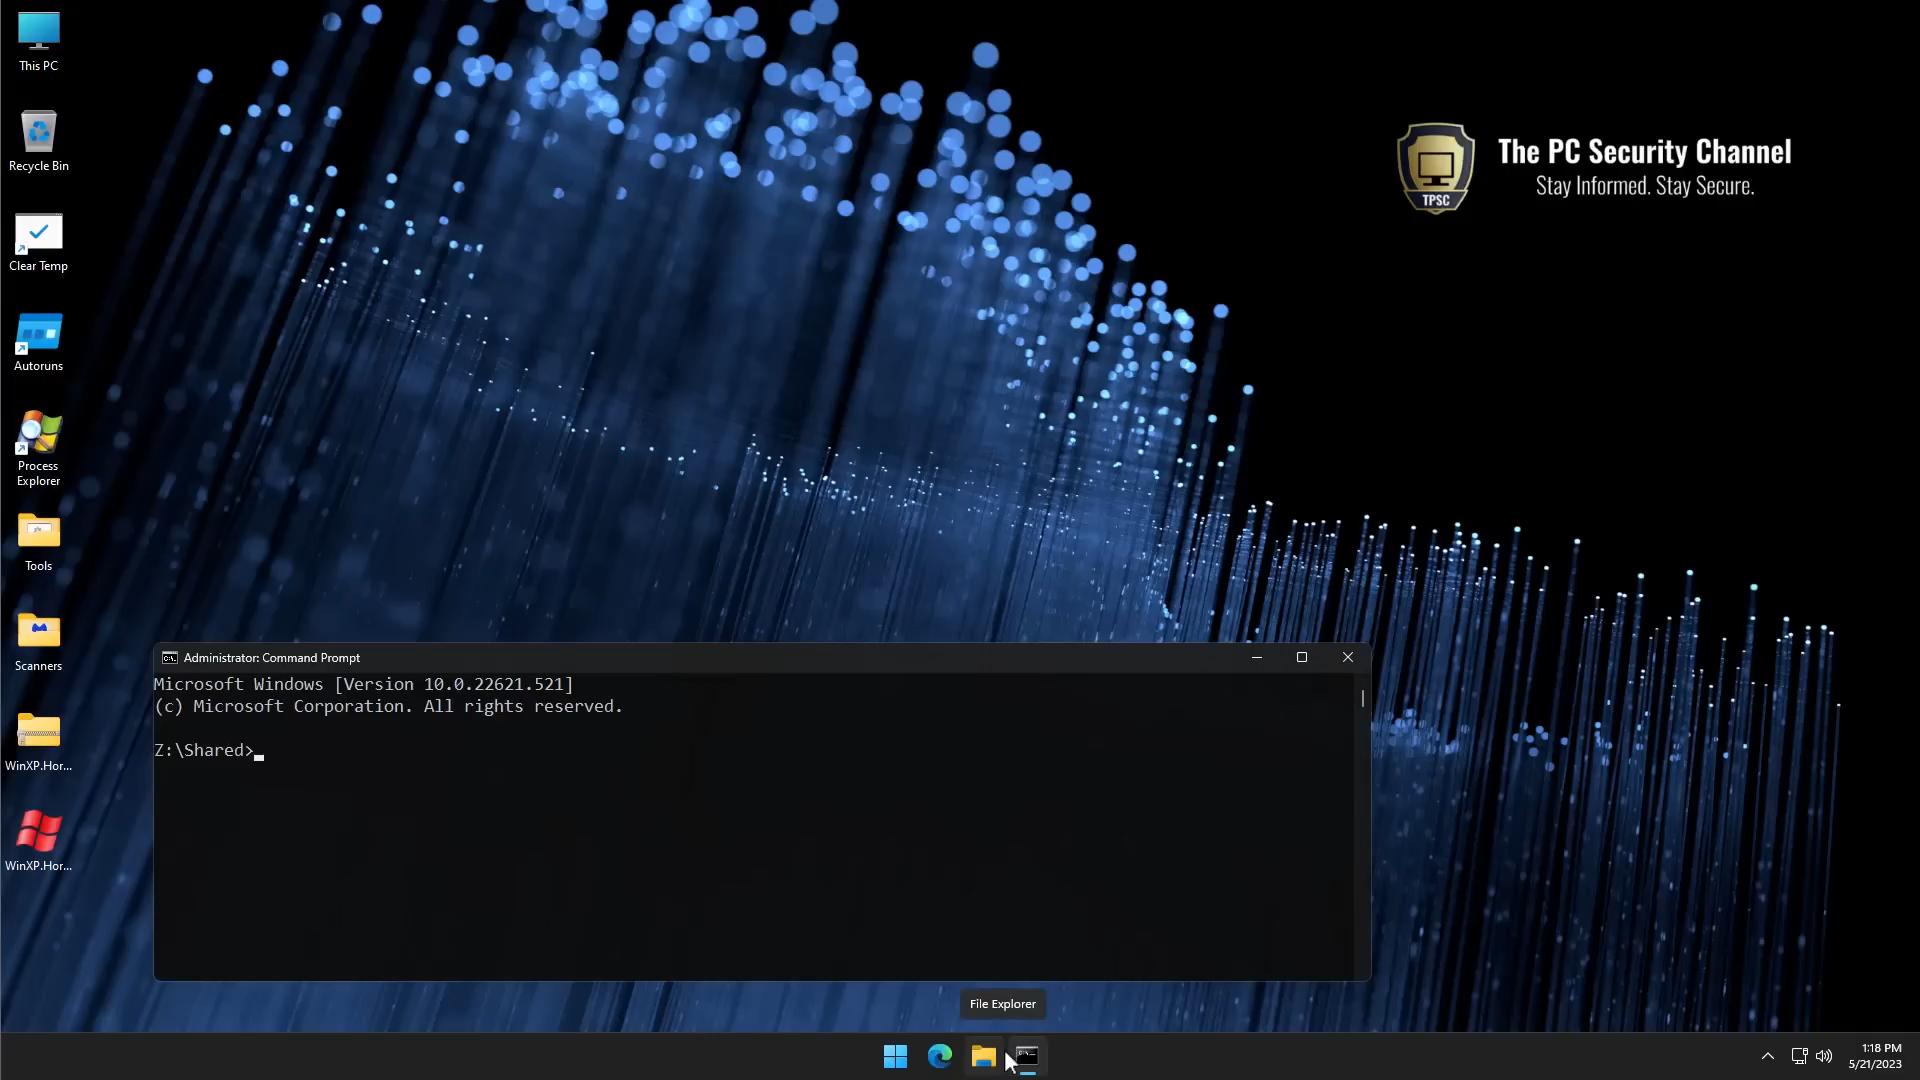 This PC
Recycle Bin
Clear Temp
Autoruns
Process
Explorer
Tools
Scanners
WinXP.Hor...
WinXP.Hor...
The PC Security Channel
Stay Informed. Stay Secure.
TPSC
Administrator: Command Prompt
Microsoft Windows [Version 10.0.22621.521]
(c) Microsoft Corporation. All rights reserved.
Z:\Shared>
File Explorer
1:18 PM
5/21/2023